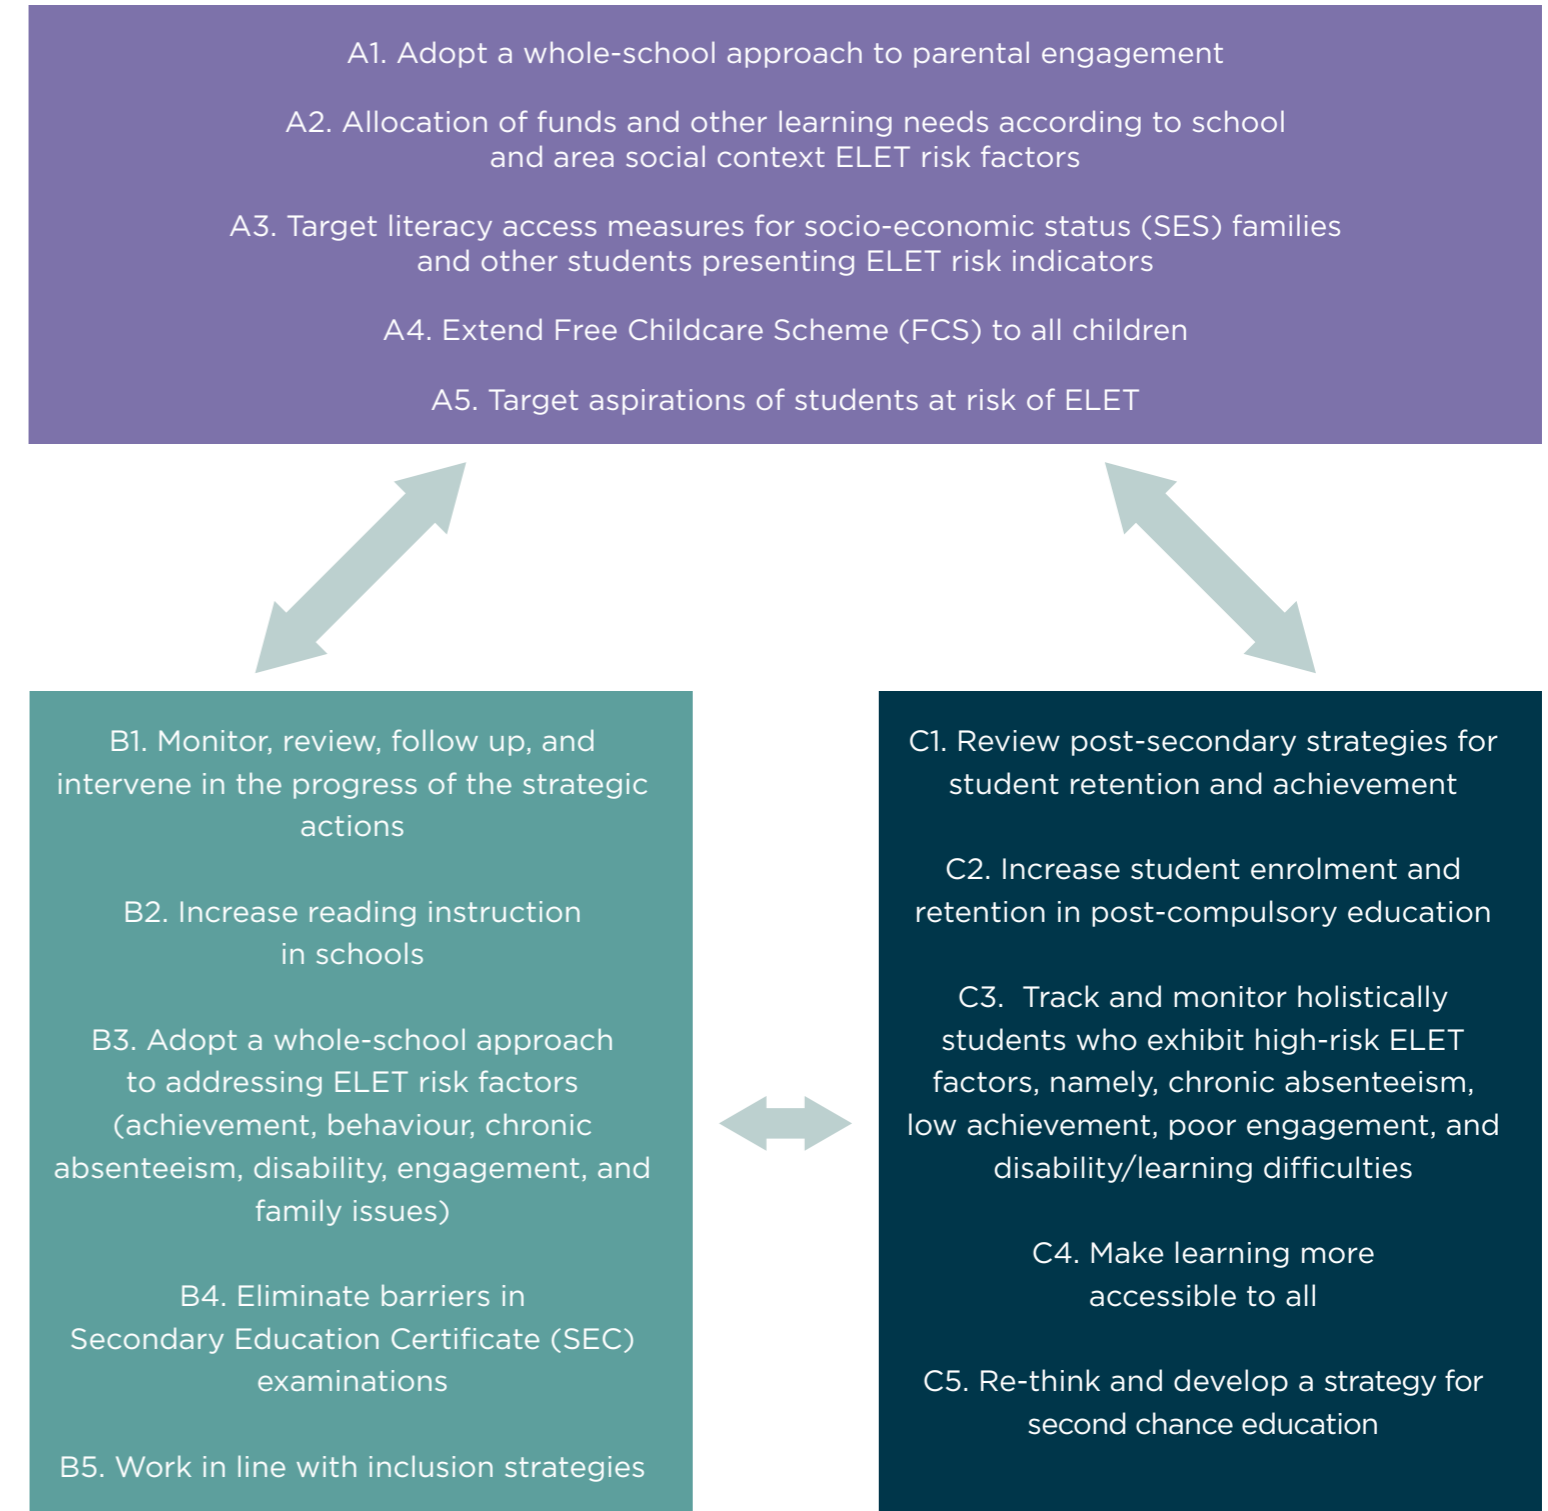 A1. Adopt a whole-school approach to parental engagement
A2. Allocation of funds and other learning needs according to school
and area social context ELET risk factors
A3. Target literacy access measures for socio-economic status (SES) families
and other students presenting ELET risk indicators
A4. Extend Free Childcare Scheme (FCS) to all children
A5. Target aspirations of students at risk of ELET
B1. Monitor, review, follow up, and
intervene in the progress of the strategic
actions
B2. Increase reading instruction
in schools
B3. Adopt a whole-school approach
to addressing ELET risk factors
(achievement, behaviour, chronic
absenteeism, disability, engagement, and
family issues)
B4. Eliminate barriers in
Secondary Education Certificate (SEC)
examinations
B5. Work in line with inclusion strategies
C1. Review post-secondary strategies for
student retention and achievement
C2. Increase student enrolment and
retention in post-compulsory education
C3. Track and monitor holistically
students who exhibit high-risk ELET
factors, namely, chronic absenteeism,
low achievement, poor engagement, and
disability/learning difficulties
C4. Make learning more
accessible to all
C5. Re-think and develop a strategy for
second chance education